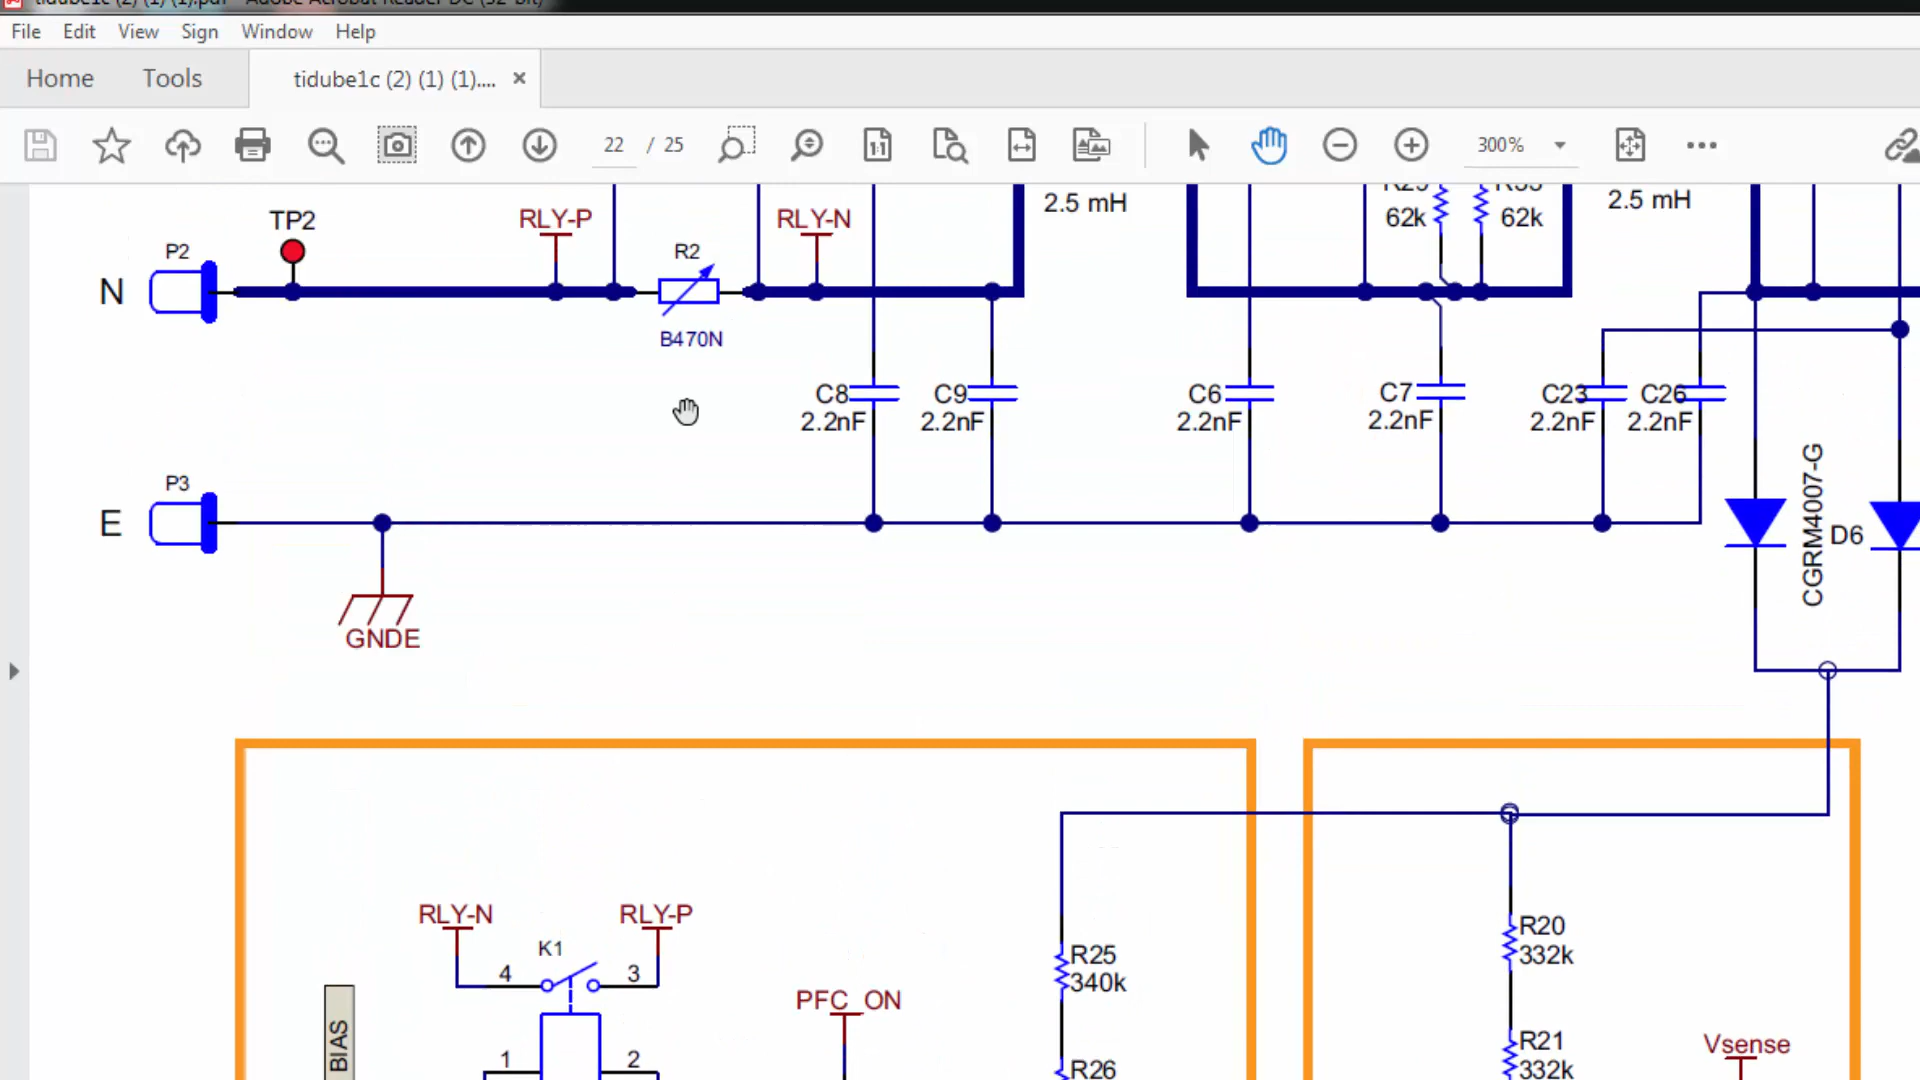 File Edit View Sign Window Help
Home Tools tidube1c (2) (1) (1)....
22 / 25 300%
2.5 mH
62k 62k
2.5 mH
TP2
RLY-P
RLY-N
P2
R2
N
B470N
C8 2.2nF
C9 2.2nF
C6 2.2nF
C7 2.2nF
C23 2.2nF
C26 2.2nF
P3
E
CGRM4007-G
D6
GNDE
RLY-N
RLY-P
K1
4 3
1 2
BIAS
PFC_ON
R25
340k
R26
R20
332k
R21
332k
Vsense